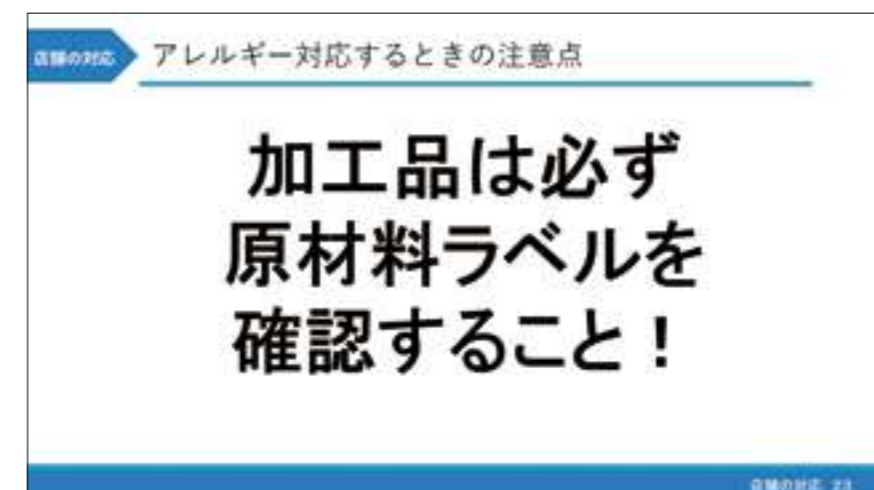 店舗の対応
アレルギー対応するときの注意点
加工品は必ず
原材料ラベルを
確認すること！
店舗の対応 23